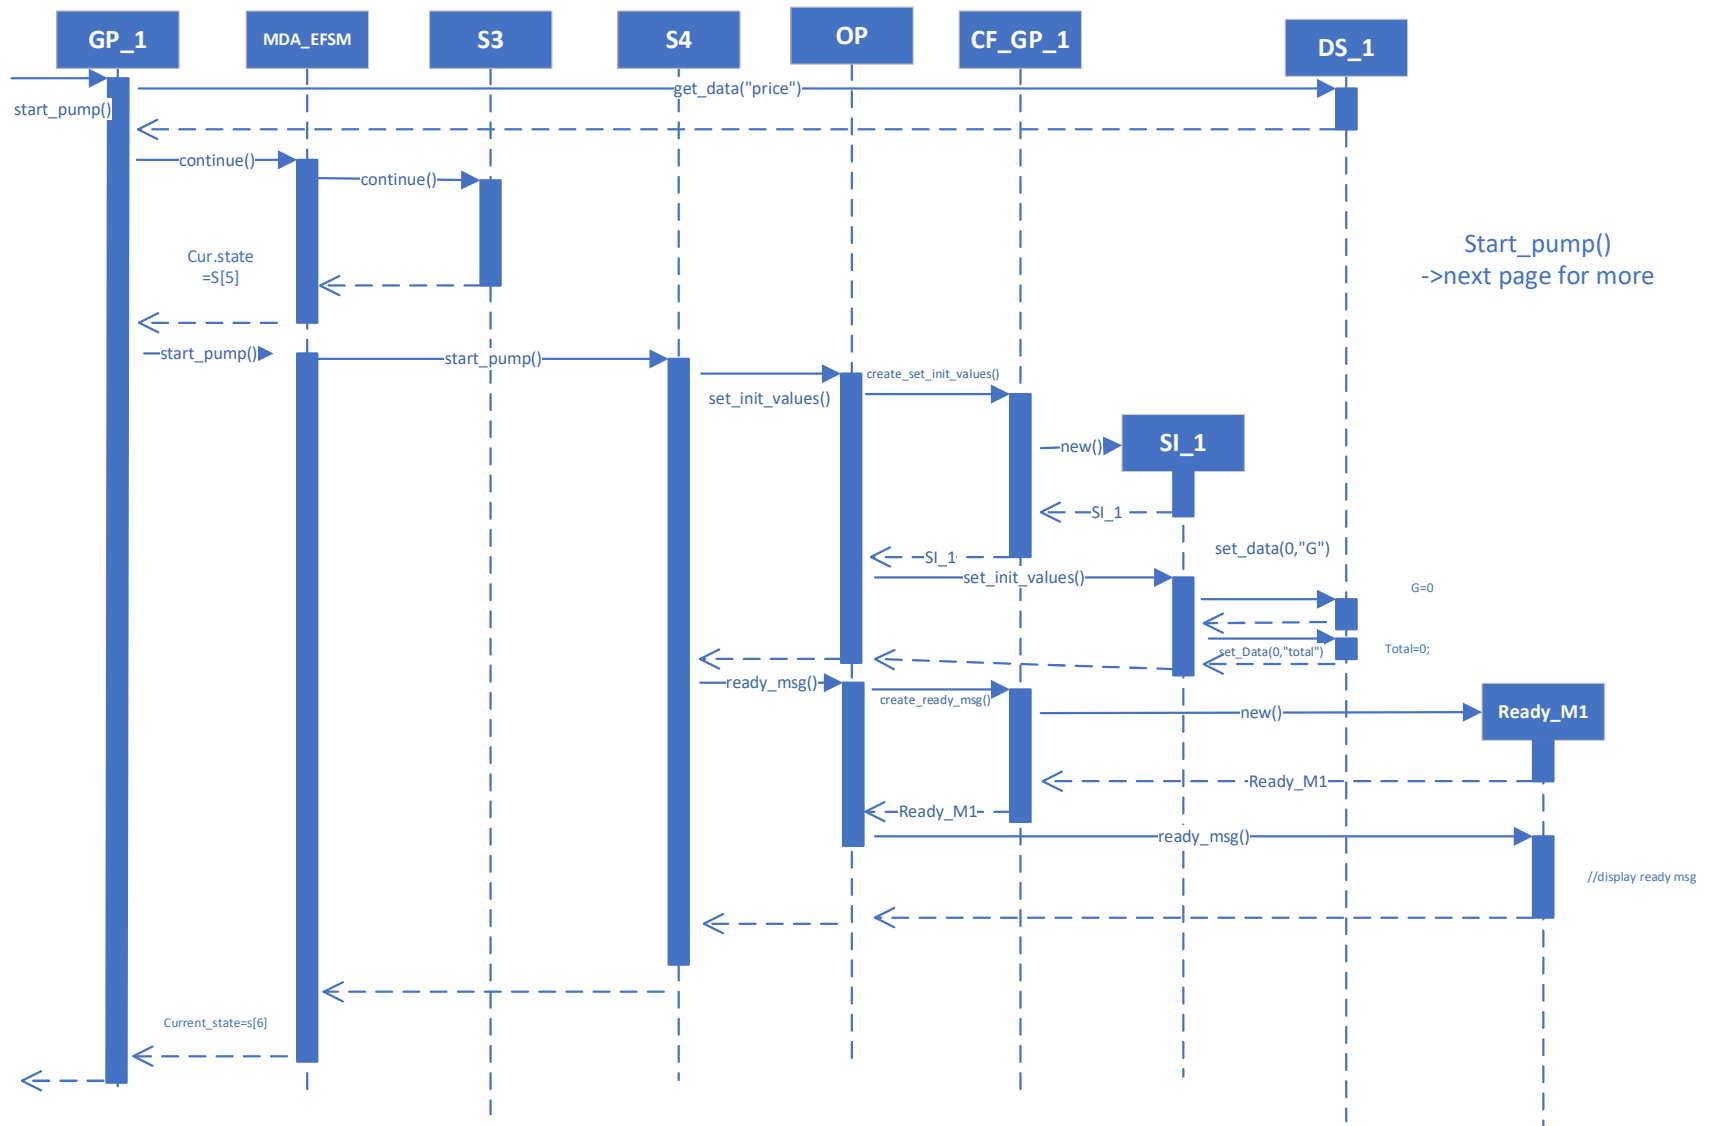 GP_1
MDA_EFSM
S3
S4
OP
CF_GP_1
DS_1
start_pump()
get_data("price")
continue()
continue()
Cur.state
=S[5]
Start_pump()
->next page for more
start_pump()
start_pump()
set_init_values()
create_set_init_values()
new()
SI_1
SI_1
SI_1
set_init_values()
set_data(0,"G")
G=0
set_Data(0,"total")
Total=0;
ready_msg()
create_ready_msg()
new()
Ready_M1
Ready_M1
Ready_M1
ready_msg()
//display ready msg
Current_state=s[6]